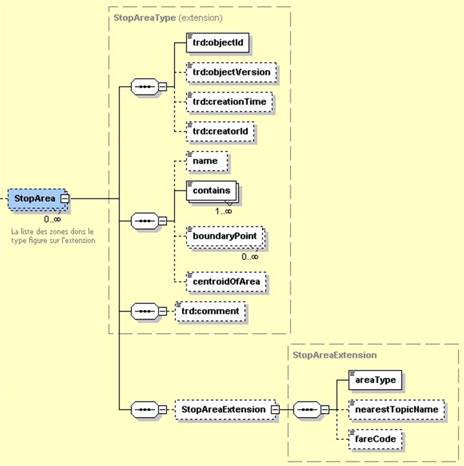 StopAreaType (extension)
trd:objectId
trd:objectVersion
trd:creationTime
trd:creatorId
name
StopArea
0..∞
La liste des zones dans le
type figure sur l'extension
contains
1..∞
boundaryPoint
0..∞
centroidOfArea
trd:comment
StopAreaExtension
StopAreaExtension
areaType
nearestTopicName
fareCode